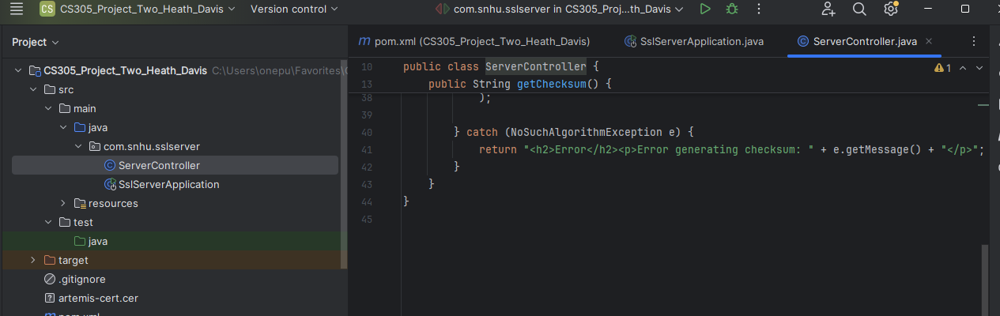 CS CS305_Project_Two_Heath_Davis Version control com.snhu.sslserver in CS305_Proj...th_Davis
Project
CS305_Project_Two_Heath_Davis C:\Users\onepu\Favorites\
src
main
java
com.snhu.sslserver
ServerController
SslServerApplication
resources
test
java
target
.gitignore
artemis-cert.cer
pom.xml
m pom.xml (CS305_Project_Two_Heath_Davis) SslServerApplication.java ServerController.java
10 public class ServerController { 1
13 public String getChecksum() {
38 );
39
40 } catch (NoSuchAlgorithmException e) {
41 return "<h2>Error</h2><p>Error generating checksum: " + e.getMessage() + "</p>";
42 }
43 }
44 }
45